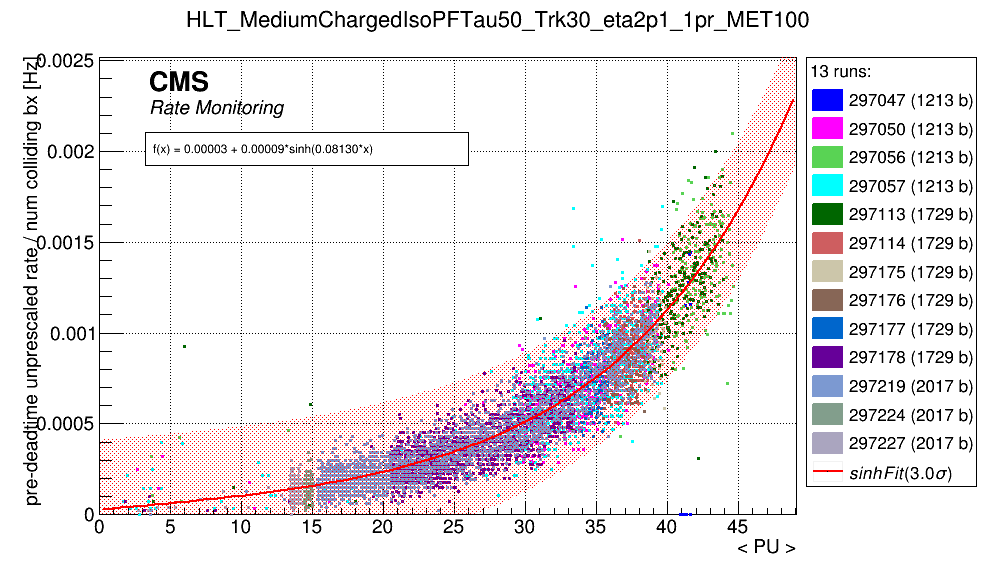 HLT_MediumChargedIsoPFTau50_Trk30_eta2p1_1pr_MET100
pre-deadtime unprescaled rate / num colliding bx [Hz]
0.0025
0.002
0.0015
0.001
0.0005
0
CMS
Rate Monitoring
f(x) = 0.00003 + 0.00009*sinh(0.08130*x)
0 5 10 15 20 25 30 35 40 45
< PU >
13 runs:
297047 (1213 b)
297050 (1213 b)
297056 (1213 b)
297057 (1213 b)
297113 (1729 b)
297114 (1729 b)
297175 (1729 b)
297176 (1729 b)
297177 (1729 b)
297178 (1729 b)
297219 (2017 b)
297224 (2017 b)
297227 (2017 b)
sinhFit(3.0σ)